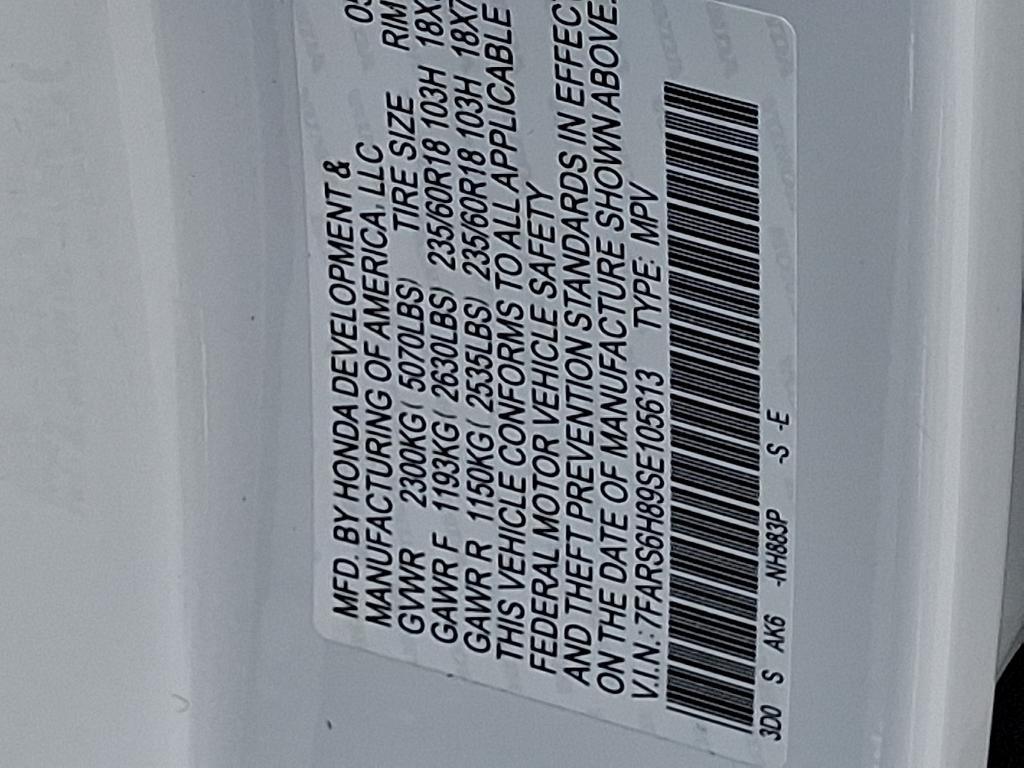 MFD. BY HONDA DEVELOPMENT &
MANUFACTURING OF AMERICA, LLC
GVWR 2300KG( 5070LBS) TIRE SIZE RIM
GAWR F 1193KG( 2630LBS) 235/60R18 103H 18X
GAWR R 1150KG( 2535LBS) 235/60R18 103H 18X7
THIS VEHICLE CONFORMS TO ALL APPLICABLE
FEDERAL MOTOR VEHICLE SAFETY
AND THEFT PREVENTION STANDARDS IN EFFECT
ON THE DATE OF MANUFACTURE SHOWN ABOVE.
V.I.N.: 7FARS6H89SE105613 TYPE: MPV
3D0 S AK6 -NH883P -S -E